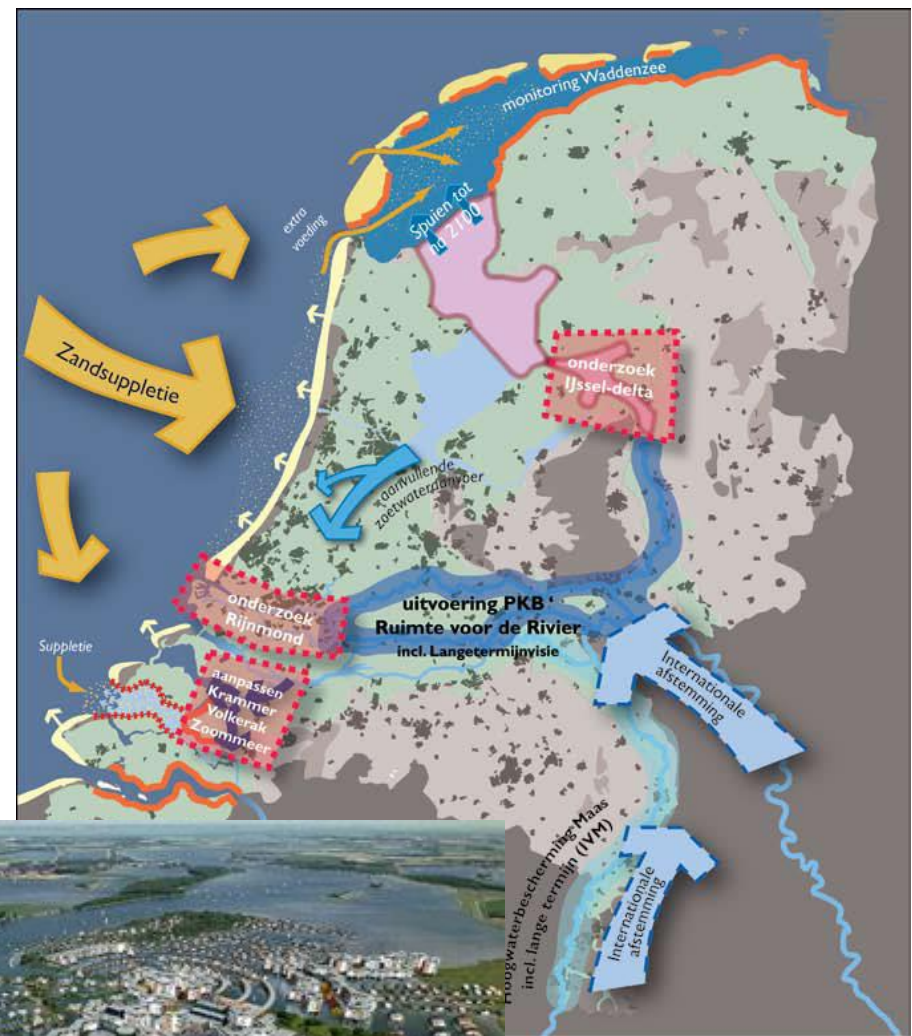 monitoring Waddenzee
extra
voeding
Spuien tot
na 2100
Zandsuppletie
onderzoek
IJssel-delta
aanvullende
zoetwateraanvoer
onderzoek
Rijnmond
uitvoering PKB '
Ruimte voor de Rivier
incl. Langetermijnvisie
Suppletie
aanpassen
Krammer
Volkerak
Zoommeer
Internationale
afstemming
Hoogwaterbescherming Maas
incl. lange termijn (IVM)
Internationale
afstemming